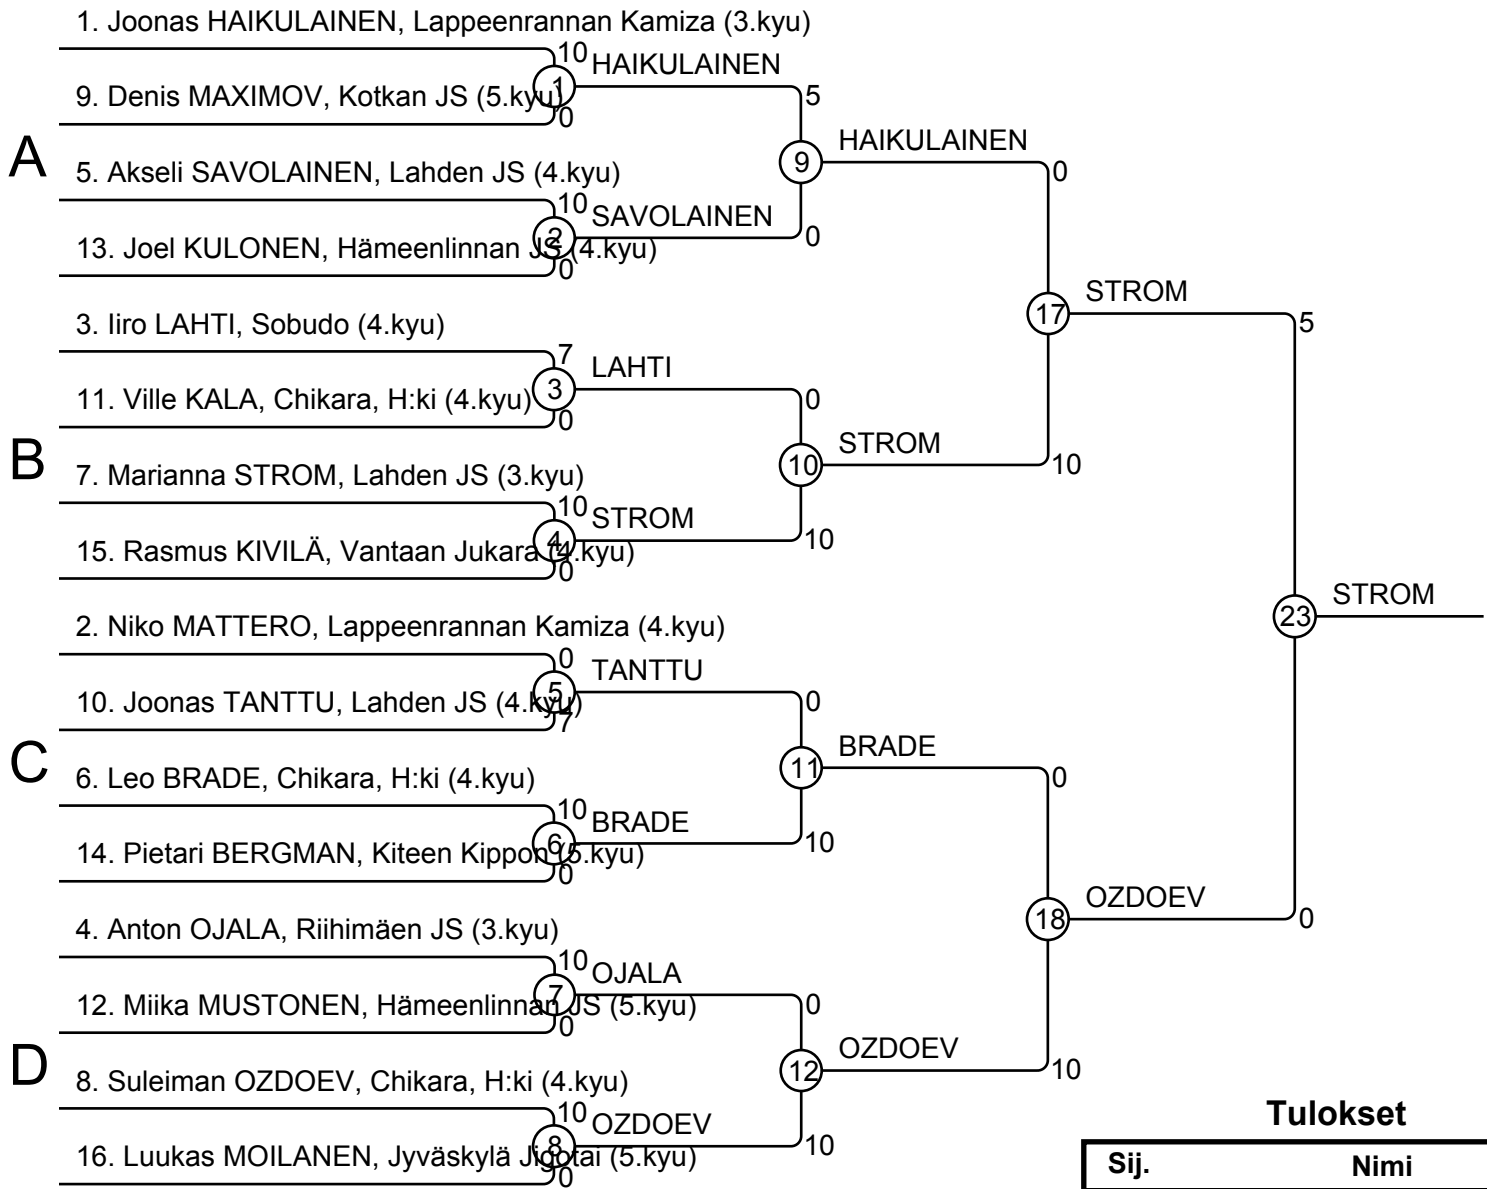 1. Joonas HAIKULAINEN, Lappeenrannan Kamiza (3.kyu)
10
HAIKULAINEN
1
9. Denis MAXIMOV, Kotkan JS (5.kyu)
0
5
A
HAIKULAINEN
9
5. Akseli SAVOLAINEN, Lahden JS (4.kyu)
0
10
SAVOLAINEN
2
0
13. Joel KULONEN, Hämeenlinnan JS (4.kyu)
0
STROM
17
3. Iiro LAHTI, Sobudo (4.kyu)
5
7
LAHTI
3
11. Ville KALA, Chikara, H:ki (4.kyu)
0
0
B
STROM
10
10
7. Marianna STROM, Lahden JS (3.kyu)
10
STROM
4
10
15. Rasmus KIVILÄ, Vantaan Jukara (4.kyu)
0
STROM
23
2. Niko MATTERO, Lappeenrannan Kamiza (4.kyu)
0
TANTTU
5
10. Joonas TANTTU, Lahden JS (4.kyu)
7
0
C
BRADE
11
6. Leo BRADE, Chikara, H:ki (4.kyu)
0
10
BRADE
6
10
14. Pietari BERGMAN, Kiteen Kippon (5.kyu)
0
OZDOEV
18
4. Anton OJALA, Riihimäen JS (3.kyu)
0
10
OJALA
7
12. Miika MUSTONEN, Hämeenlinnan JS (5.kyu)
0
0
D
OZDOEV
12
10
8. Suleiman OZDOEV, Chikara, H:ki (4.kyu)
10
OZDOEV
8
10
16. Luukas MOILANEN, Jyväskylä Jigotai (5.kyu)
0
Tulokset
Sij. Nimi